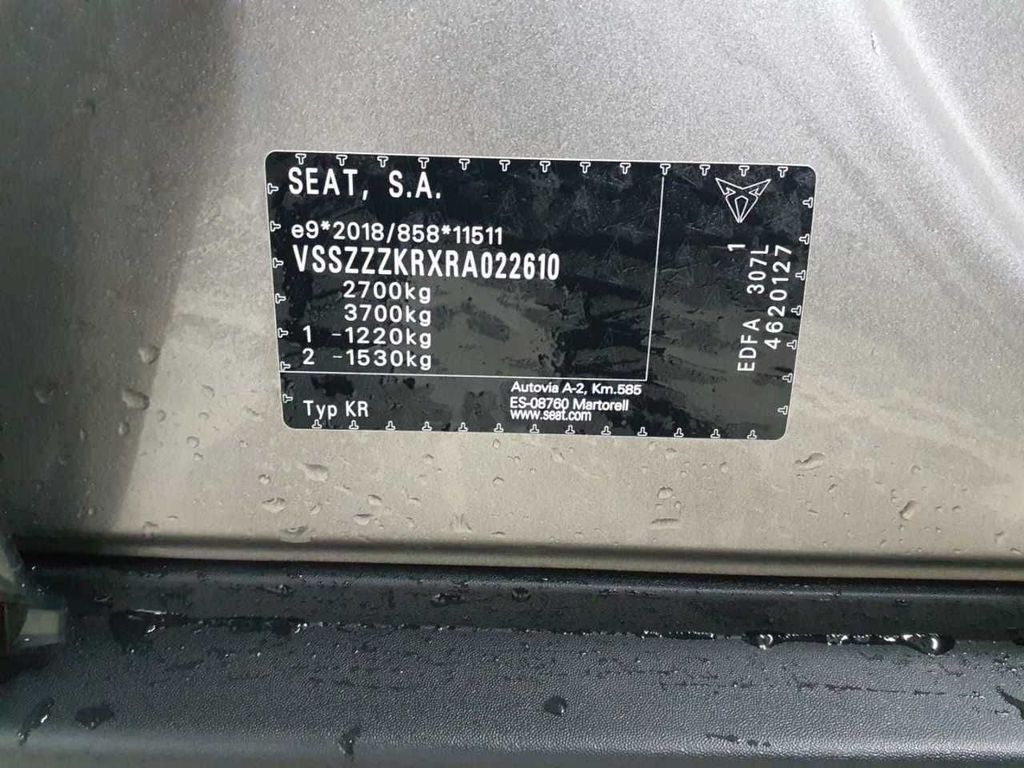 SEAT, S.A.
e9*2018/858*11511
VSSZZZKRXRA022610
2700kg
3700kg
1 -1220kg
2 -1530kg
Typ KR
Autovia A-2, Km.585
ES-08760 Martorell
www.seat.com
1
EDFA 307L
4620127